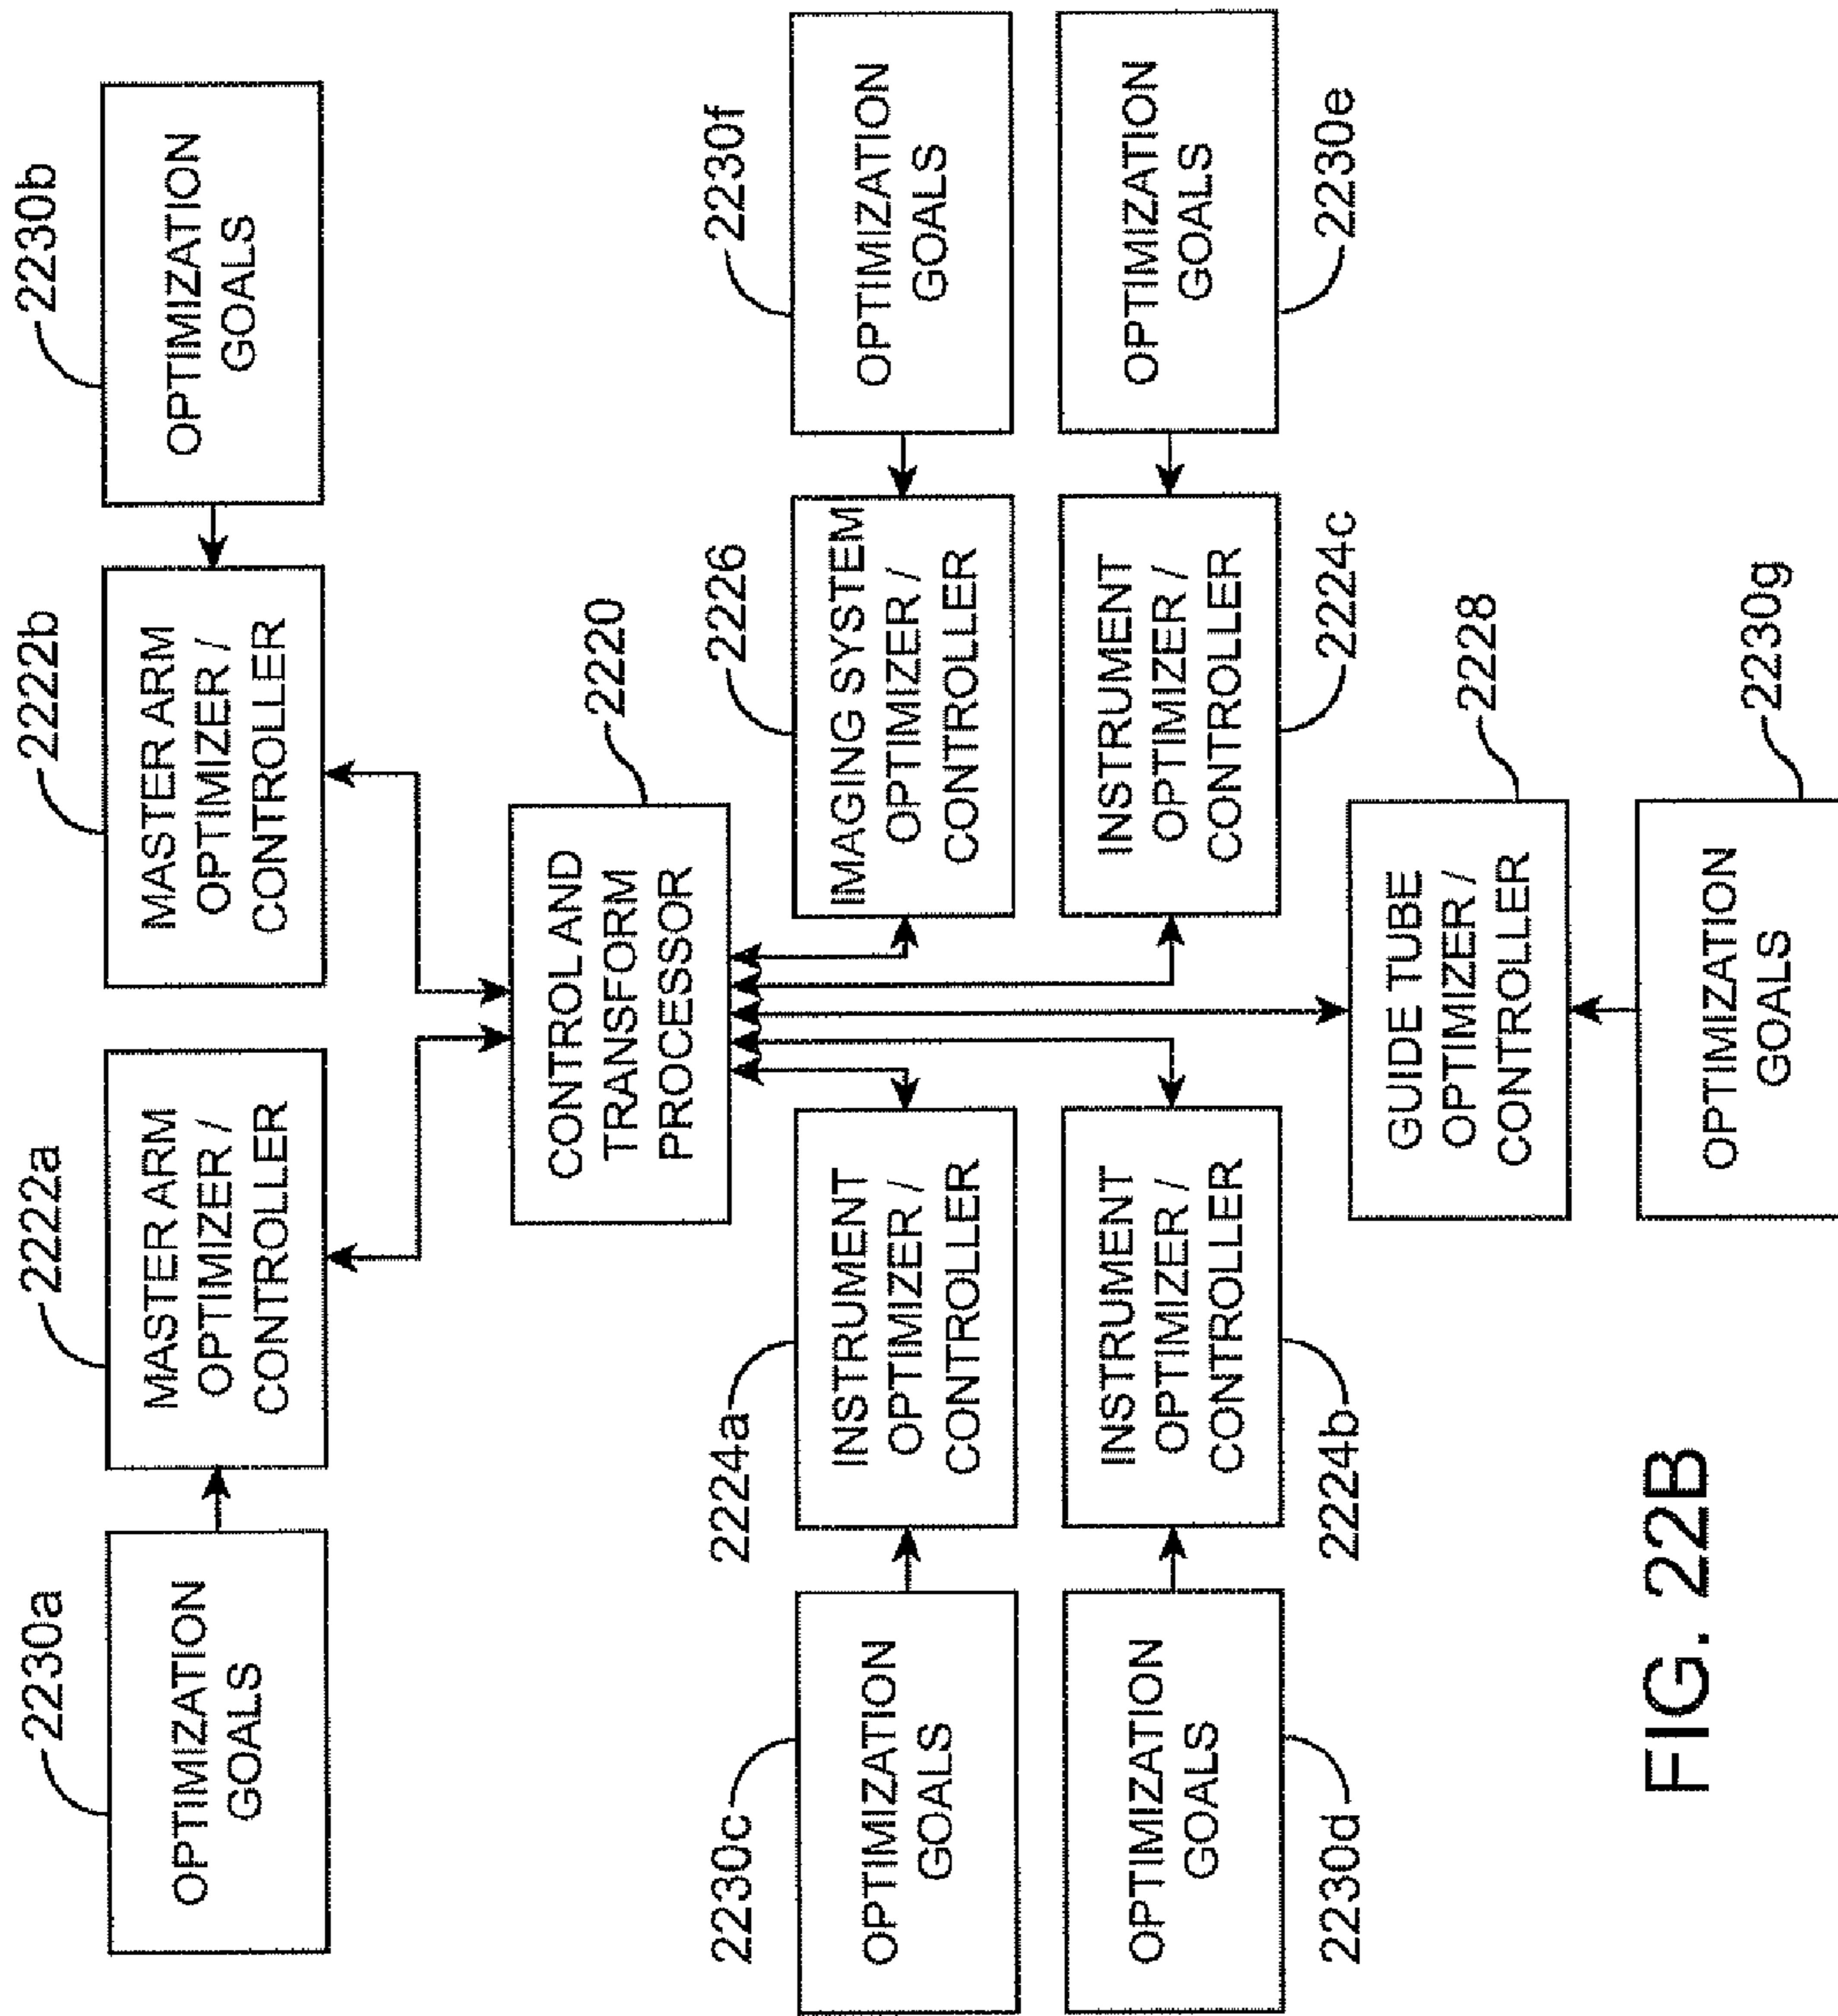 2230a
OPTIMIZATION
GOALS
2222a
MASTER ARM
OPTIMIZER /
CONTROLLER
2222b
MASTER ARM
OPTIMIZER /
CONTROLLER
2230b
OPTIMIZATION
GOALS
CONTROL AND
TRANSFORM
PROCESSOR
2220
2230c
OPTIMIZATION
GOALS
2224a
INSTRUMENT
OPTIMIZER /
CONTROLLER
2226
IMAGING SYSTEM
OPTIMIZER /
CONTROLLER
2230f
OPTIMIZATION
GOALS
OPTIMIZATION
GOALS
2230d
INSTRUMENT
OPTIMIZER /
CONTROLLER
2224b
INSTRUMENT
OPTIMIZER /
CONTROLLER
2224c
OPTIMIZATION
GOALS
2230e
GUIDE TUBE
OPTIMIZER /
CONTROLLER
2228
OPTIMIZATION
GOALS
2230g
FIG. 22B